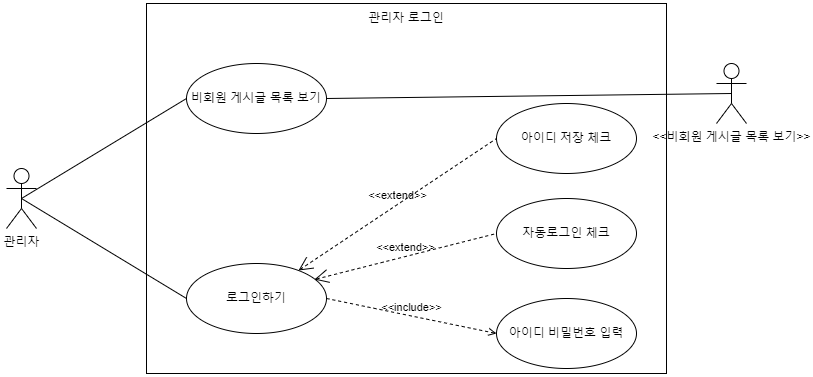 관리자 로그인
비회원 게시글 목록 보기
아이디 저장 체크
<<비회원 게시글 목록 보기>>
<<extend>>
자동로그인 체크
관리자
<<extend>>
로그인하기
<<include>>
아이디 비밀번호 입력